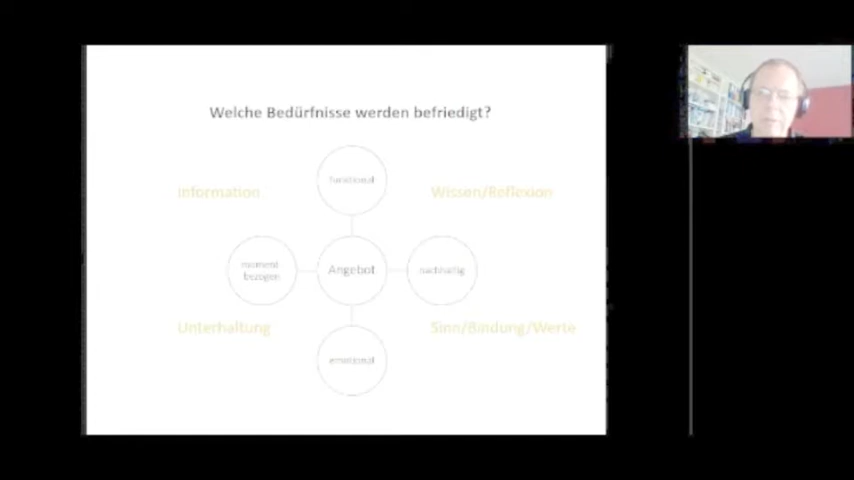 Welche Bedürfnisse werden befriedigt?
funktional
Information
Wissen/Reflexion
moment
bezogen
Angebot
nachhaltig
Unterhaltung
Sinn/Bindung/Werte
emotional